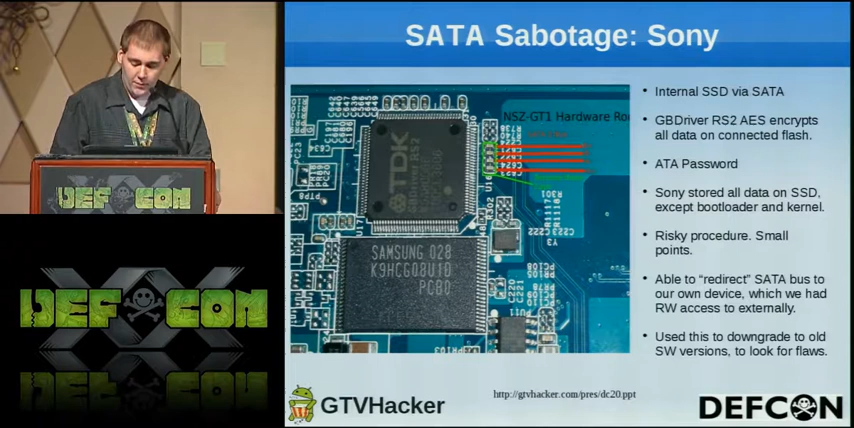 SATA Sabotage: Sony
NSZ-GT1 Hardware Roo
TDK
GBDriver RS2
SAMSUNG 028
K9HCG08U1D
PCB0
• Internal SSD via SATA
• GBDriver RS2 AES encrypts
all data on connected flash.
• ATA Password
• Sony stored all data on SSD,
except bootloader and kernel.
• Risky procedure. Small
points.
• Able to “redirect” SATA bus to
our own device, which we had
RW access to externally.
• Used this to downgrade to old
SW versions, to look for flaws.
DEF CON
XX
DEF CON
GTVHacker
http://gtvhacker.com/pres/dc20.ppt
DEFCON